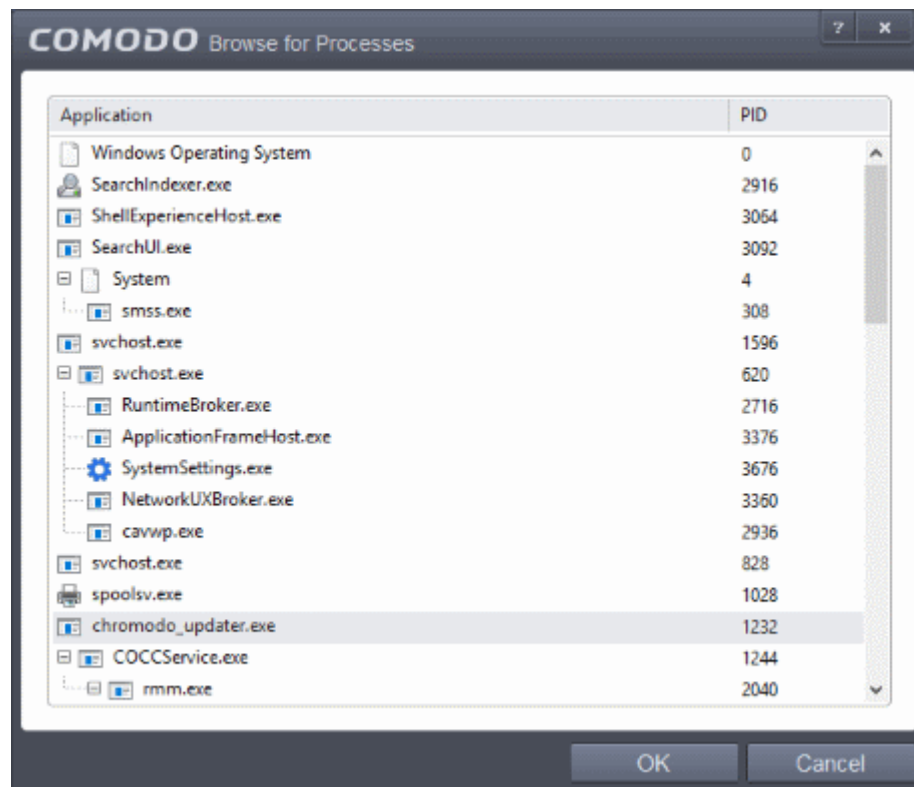 COMODO Browse for Processes ? x
Application PID
Windows Operating System 0
SearchIndexer.exe 2916
ShellExperienceHost.exe 3064
SearchUI.exe 3092
System 4
smss.exe 308
svchost.exe 1596
svchost.exe 620
RuntimeBroker.exe 2716
ApplicationFrameHost.exe 3376
SystemSettings.exe 3676
NetworkUXBroker.exe 3360
cavwp.exe 2936
svchost.exe 828
spoolsv.exe 1028
chromodo_updater.exe 1232
COCCService.exe 1244
rmm.exe 2040
OK Cancel